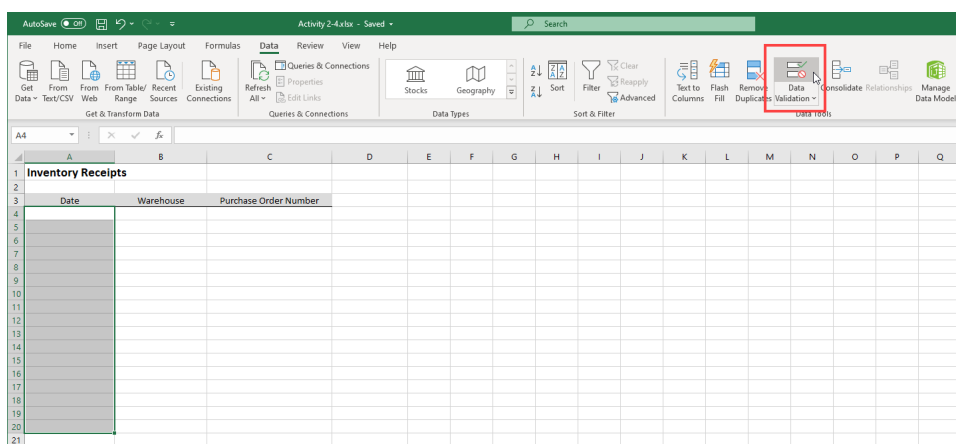 AutoSave Off Activity 2-4.xlsx - Saved Search
File Home Insert Page Layout Formulas Data Review View Help
Get Data From Text/CSV From Web From Table/ Range Recent Sources Existing Connections
Get & Transform Data
Refresh All Queries & Connections Properties Edit Links
Queries & Connections
Stocks Geography
Data Types
Sort Filter Clear Reapply Advanced
Sort & Filter
Text to Columns Flash Fill Remove Duplicates Data Validation Consolidate Relationships Manage Data Model
Data Tools
A4 fx
A B C D E F G H I J K L M N O P Q
1 Inventory Receipts
2
3 Date Warehouse Purchase Order Number
4
5
6
7
8
9
10
11
12
13
14
15
16
17
18
19
20
21